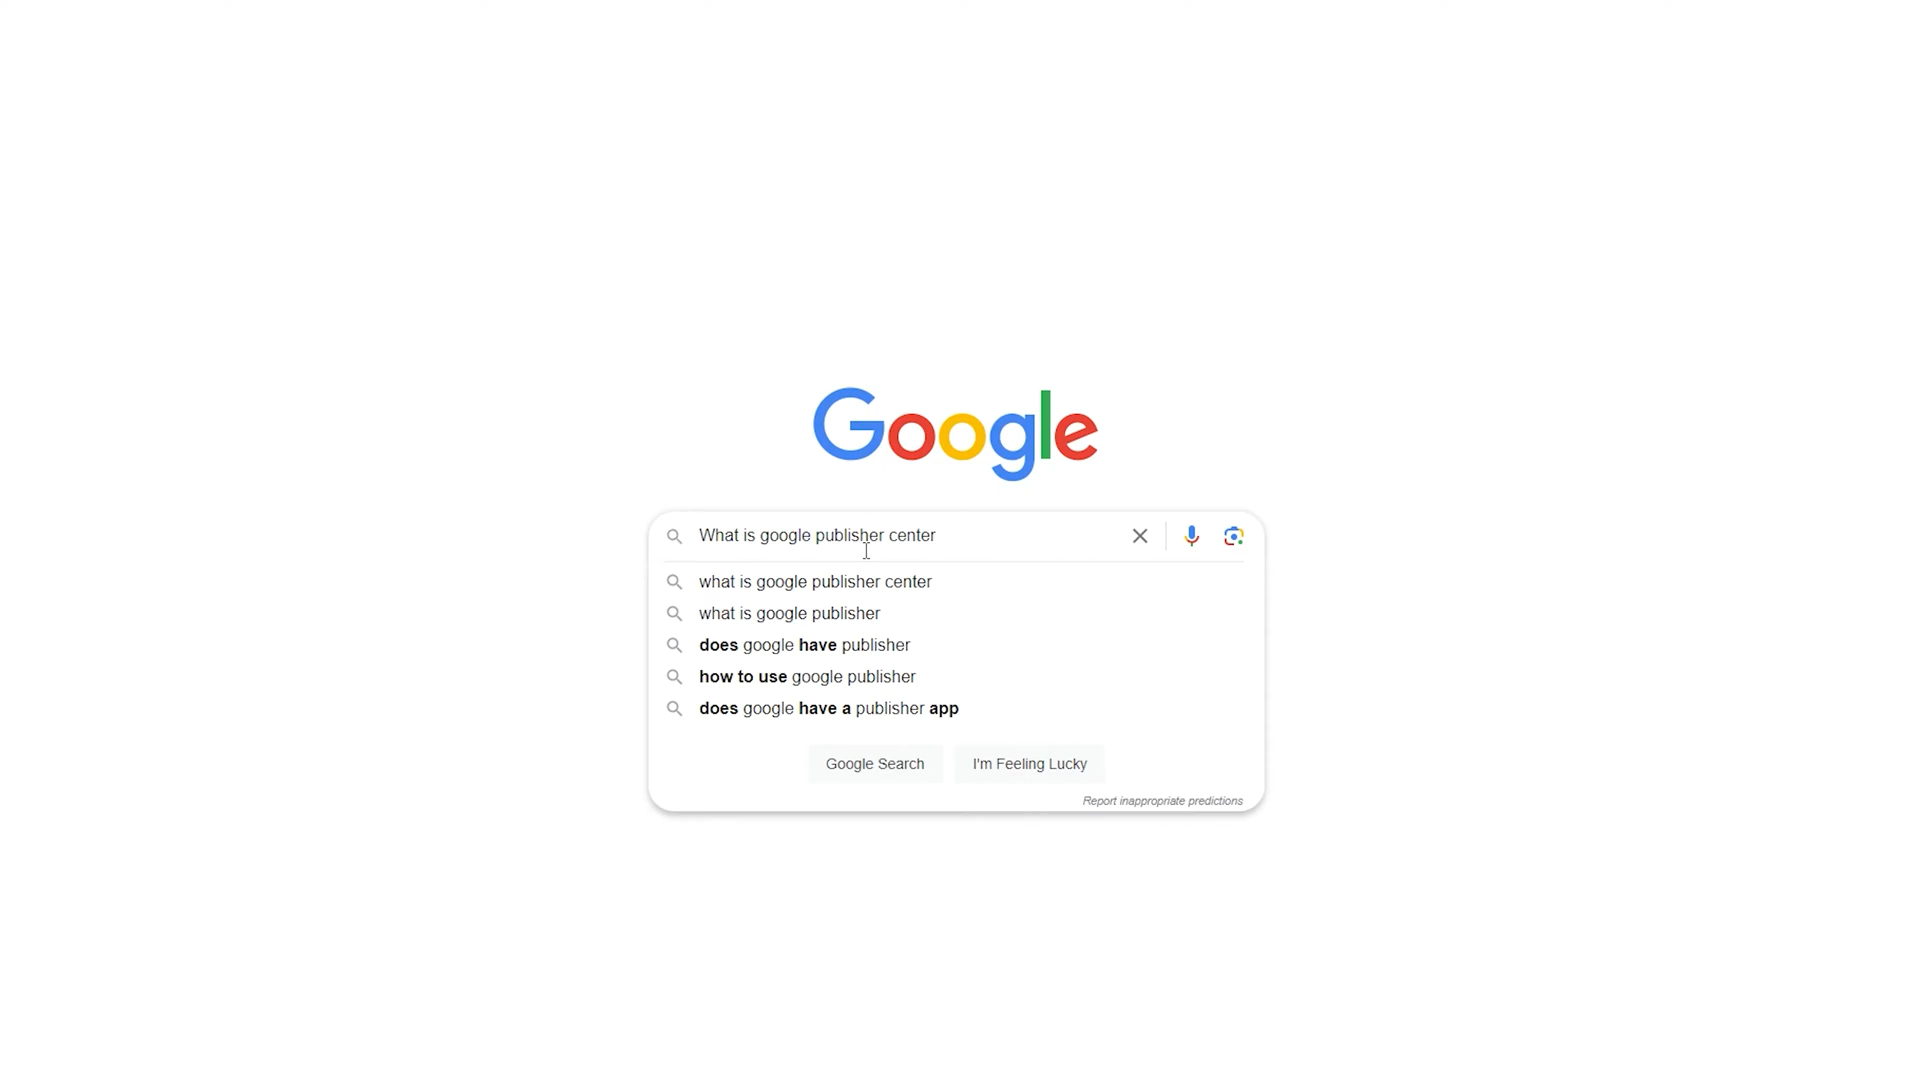 Google
What is google publisher center
what is google publisher center
what is google publisher
does google have publisher
how to use google publisher
does google have a publisher app
Google Search I'm Feeling Lucky
Report inappropriate predictions